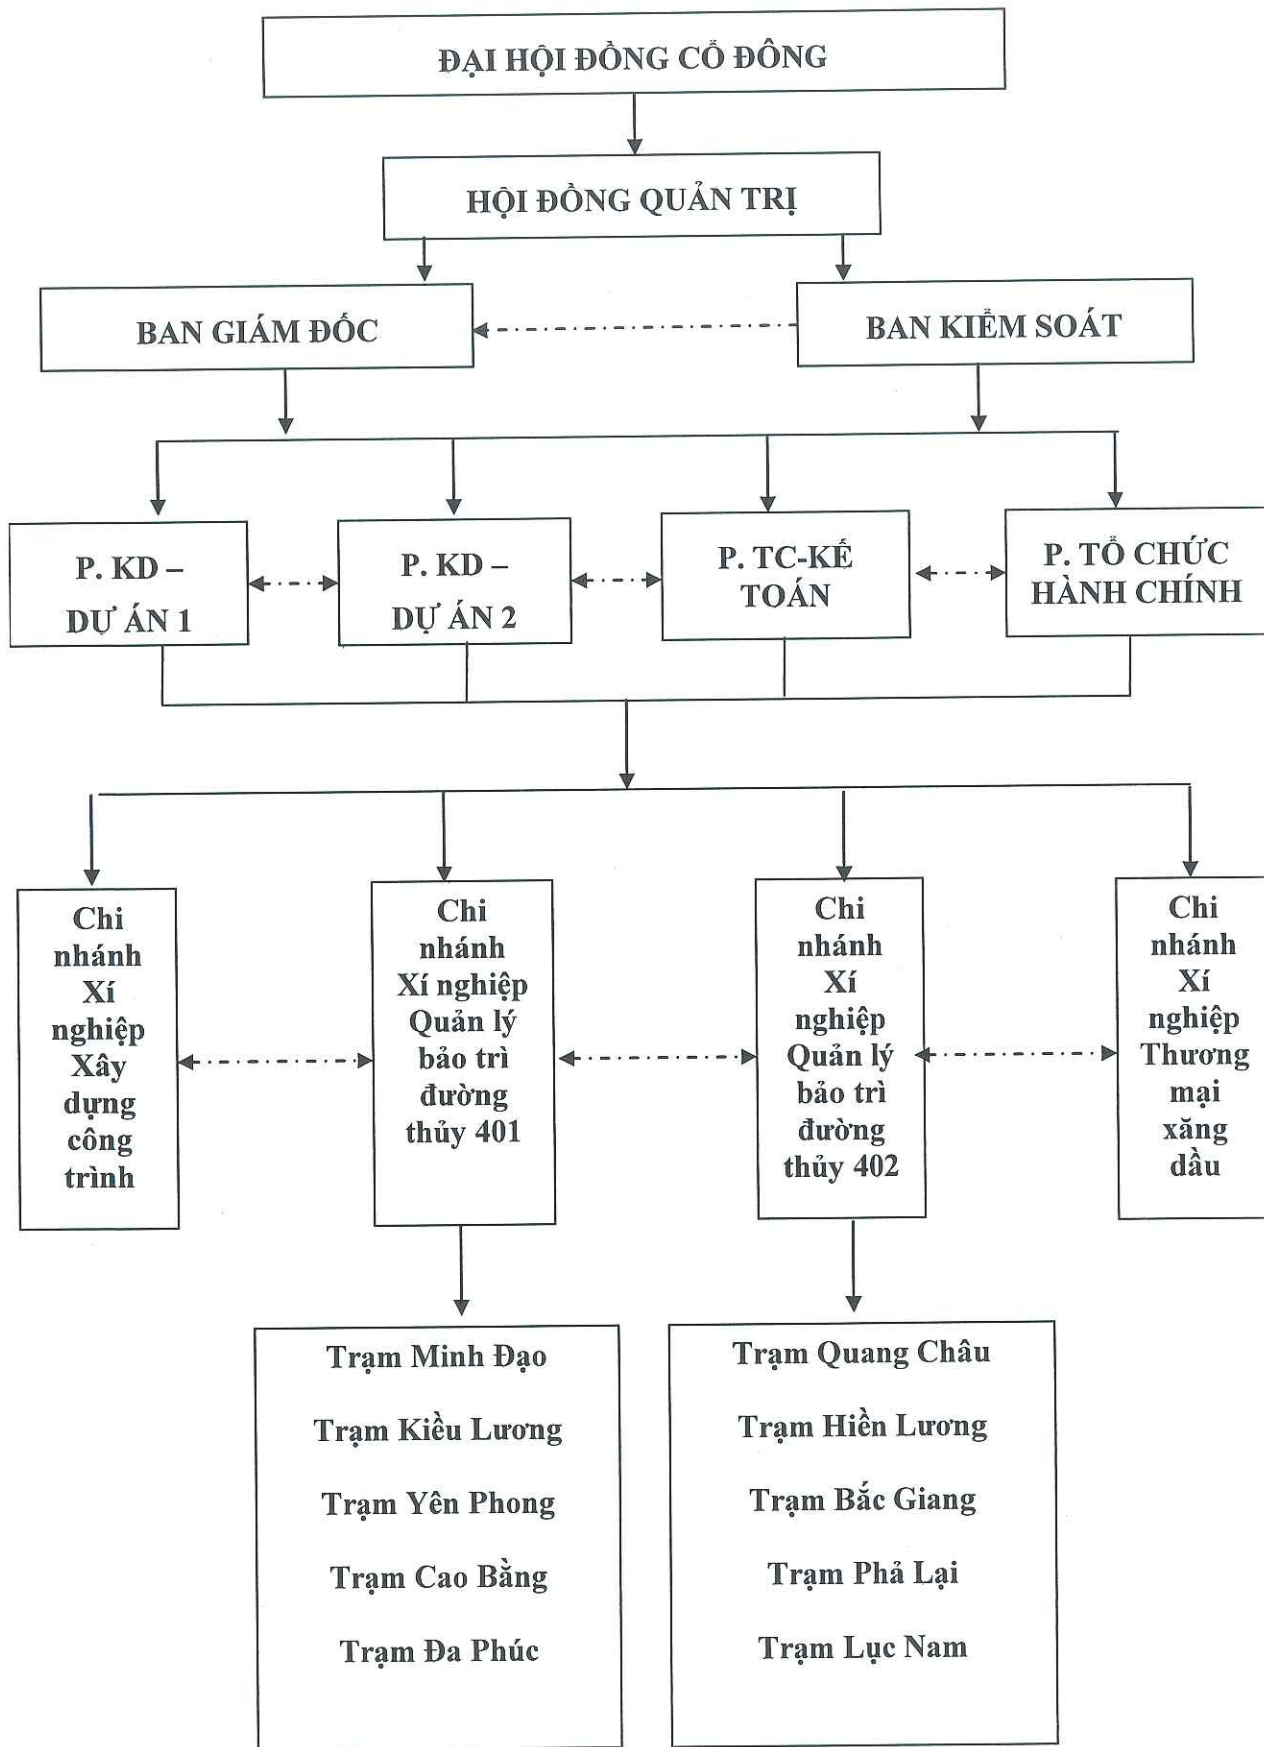 ĐẠI HỘI ĐỒNG CỔ ĐÔNG
HỘI ĐỒNG QUẢN TRỊ
BAN GIÁM ĐỐC
BAN KIỂM SOÁT
P. KD –
DỰ ÁN 1
P. KD –
DỰ ÁN 2
P. TC-KẾ
TOÁN
P. TỔ CHỨC
HÀNH CHÍNH
Chi
nhánh
Xí
nghiệp
Xây
dựng
công
trình
Chi
nhánh
Xí nghiệp
Quản lý
bảo trì
đường
thủy 401
Chi
nhánh
Xí
nghiệp
Quản lý
bảo trì
đường
thủy 402
Chi
nhánh
Xí
nghiệp
Thương
mại
xăng
dầu
Trạm Minh Đạo
Trạm Kiều Lương
Trạm Yên Phong
Trạm Cao Bằng
Trạm Đa Phúc
Trạm Quang Châu
Trạm Hiền Lương
Trạm Bắc Giang
Trạm Phả Lại
Trạm Lục Nam